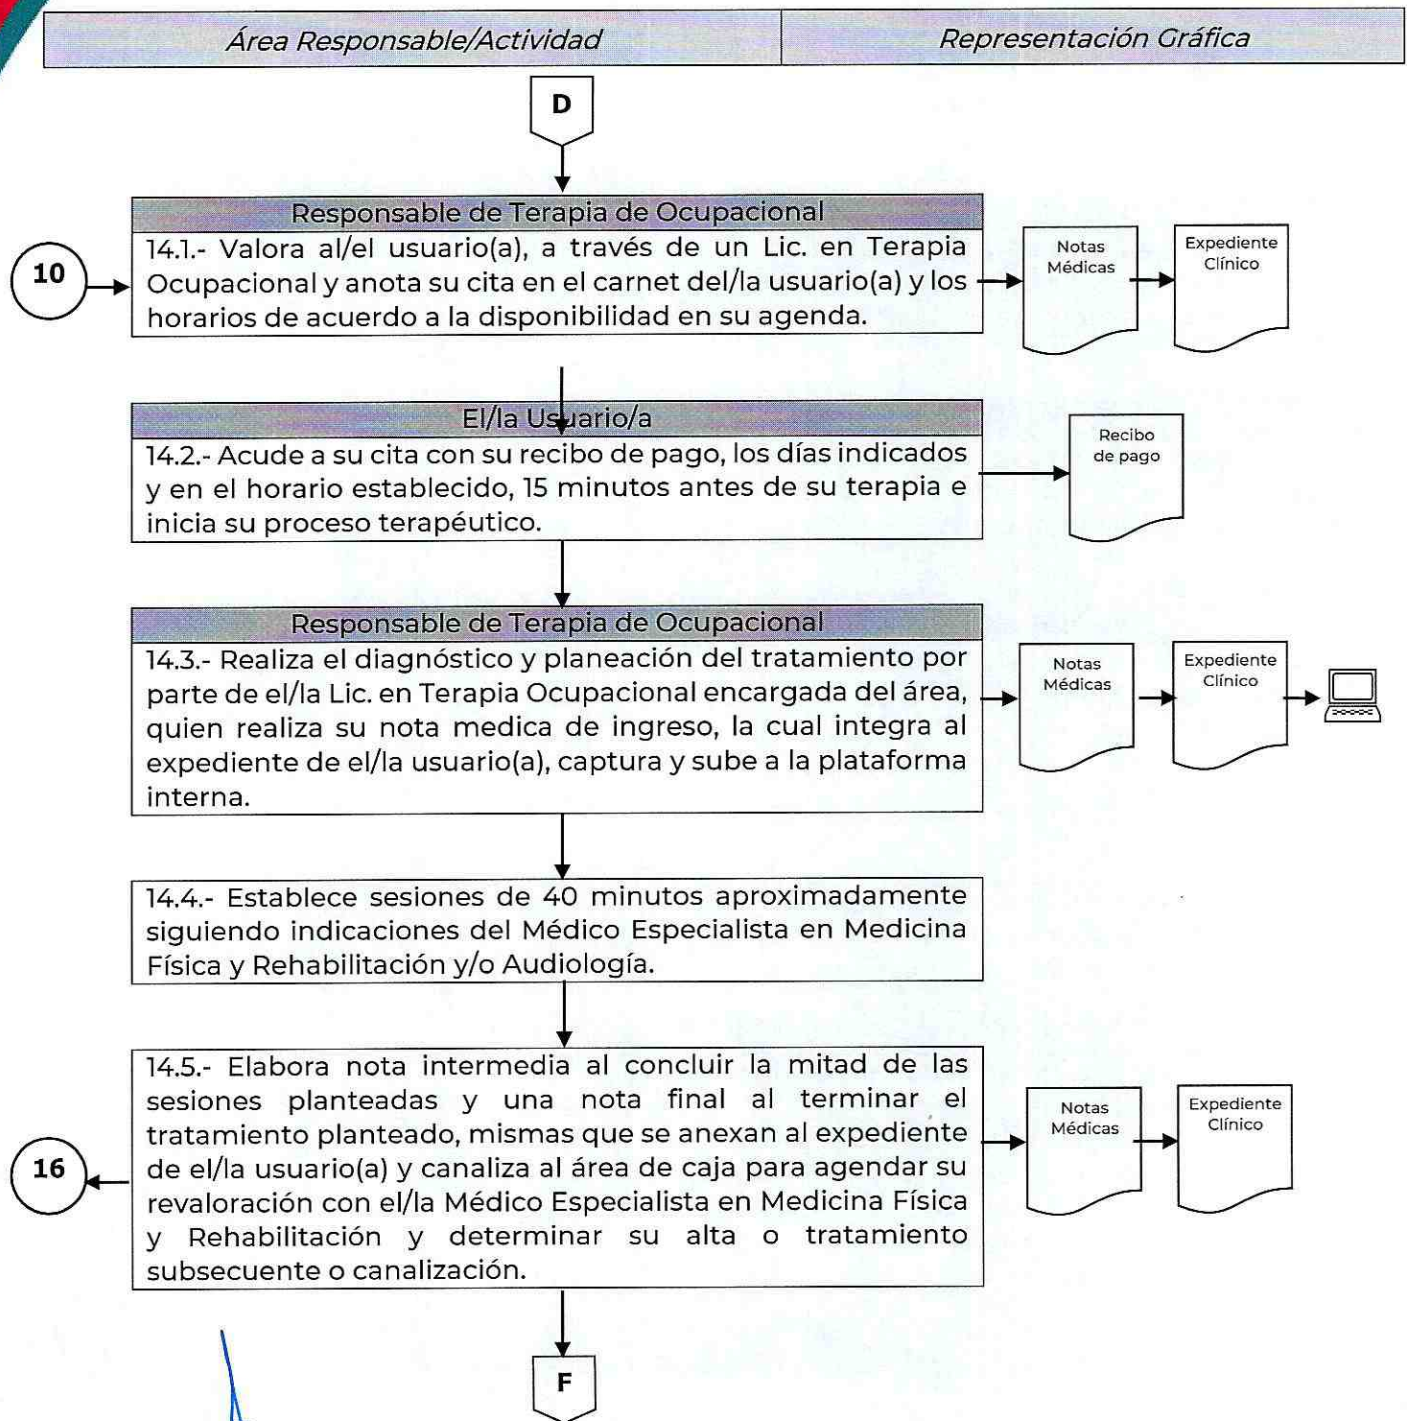 Área Responsable/Actividad
Representación Gráfica
D
Responsable de Terapia de Ocupacional
10
14.1.- Valora al/el usuario(a), a través de un Lic. en Terapia
Ocupacional y anota su cita en el carnet del/la usuario(a) y los
horarios de acuerdo a la disponibilidad en su agenda.
Notas
Médicas
Expediente
Clínico
El/la Usuario/a
14.2.- Acude a su cita con su recibo de pago, los días indicados
y en el horario establecido, 15 minutos antes de su terapia e
inicia su proceso terapéutico.
Recibo
de pago
Responsable de Terapia de Ocupacional
14.3.- Realiza el diagnóstico y planeación del tratamiento por
parte de el/la Lic. en Terapia Ocupacional encargada del área,
quien realiza su nota medica de ingreso, la cual integra al
expediente de el/la usuario(a), captura y sube a la plataforma
interna.
Notas
Médicas
Expediente
Clínico
14.4.- Establece sesiones de 40 minutos aproximadamente
siguiendo indicaciones del Médico Especialista en Medicina
Física y Rehabilitación y/o Audiología.
14.5.- Elabora nota intermedia al concluir la mitad de las
sesiones planteadas y una nota final al terminar el
tratamiento planteado, mismas que se anexan al expediente
de el/la usuario(a) y canaliza al área de caja para agendar su
revaloración con el/la Médico Especialista en Medicina Física
y Rehabilitación y determinar su alta o tratamiento
subsecuente o canalización.
16
Notas
Médicas
Expediente
Clínico
F